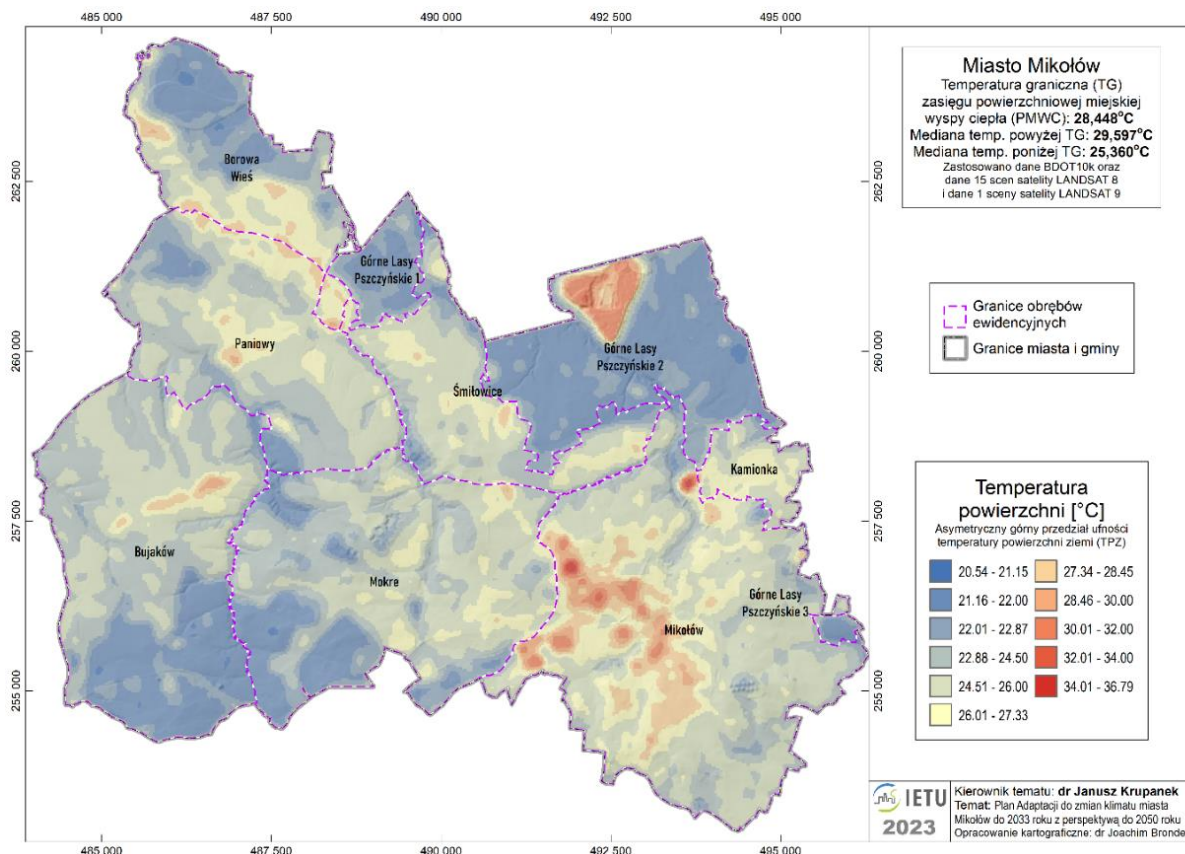 485 000
487 500
490 000
492 500
495 000
262 500
260 000
257 500
255 000
Borowa
Wieś
Górne Lasy
Pszczyńskie 1
Paniowy
Górne Lasy
Pszczyńskie 2
Śmiłowice
Kamionka
Bujaków
Mokre
Górne Lasy
Pszczyńskie 3
Mikołów
262 500
260 000
257 500
255 000
485 000
487 500
490 000
492 500
495 000
Miasto Mikołów
Temperatura graniczna (TG)
zasięgu powierzchniowej miejskiej
wyspy ciepła (PMWC): 28,448°C
Mediana temp. powyżej TG: 29,597°C
Mediana temp. poniżej TG: 25,360°C
Zastosowano dane BDOT10k oraz
dane 15 scen satelity LANDSAT 8
i dane 1 sceny satelity LANDSAT 9
Granice obrębów
ewidencyjnych
Granice miasta i gminy
Temperatura
powierzchni [°C]
Asymetryczny górny przedział ufności
temperatury powierzchni ziemi (TPZ)
20.54 - 21.15
27.34 - 28.45
21.16 - 22.00
28.46 - 30.00
22.01 - 22.87
30.01 - 32.00
22.88 - 24.50
32.01 - 34.00
24.51 - 26.00
34.01 - 36.79
26.01 - 27.33
IETU
2023
Kierownik tematu: dr Janusz Krupanek
Temat: Plan Adaptacji do zmian klimatu miasta
Mikołów do 2033 roku z perspektywą do 2050 roku
Opracowanie kartograficzne: dr Joachim Bronde